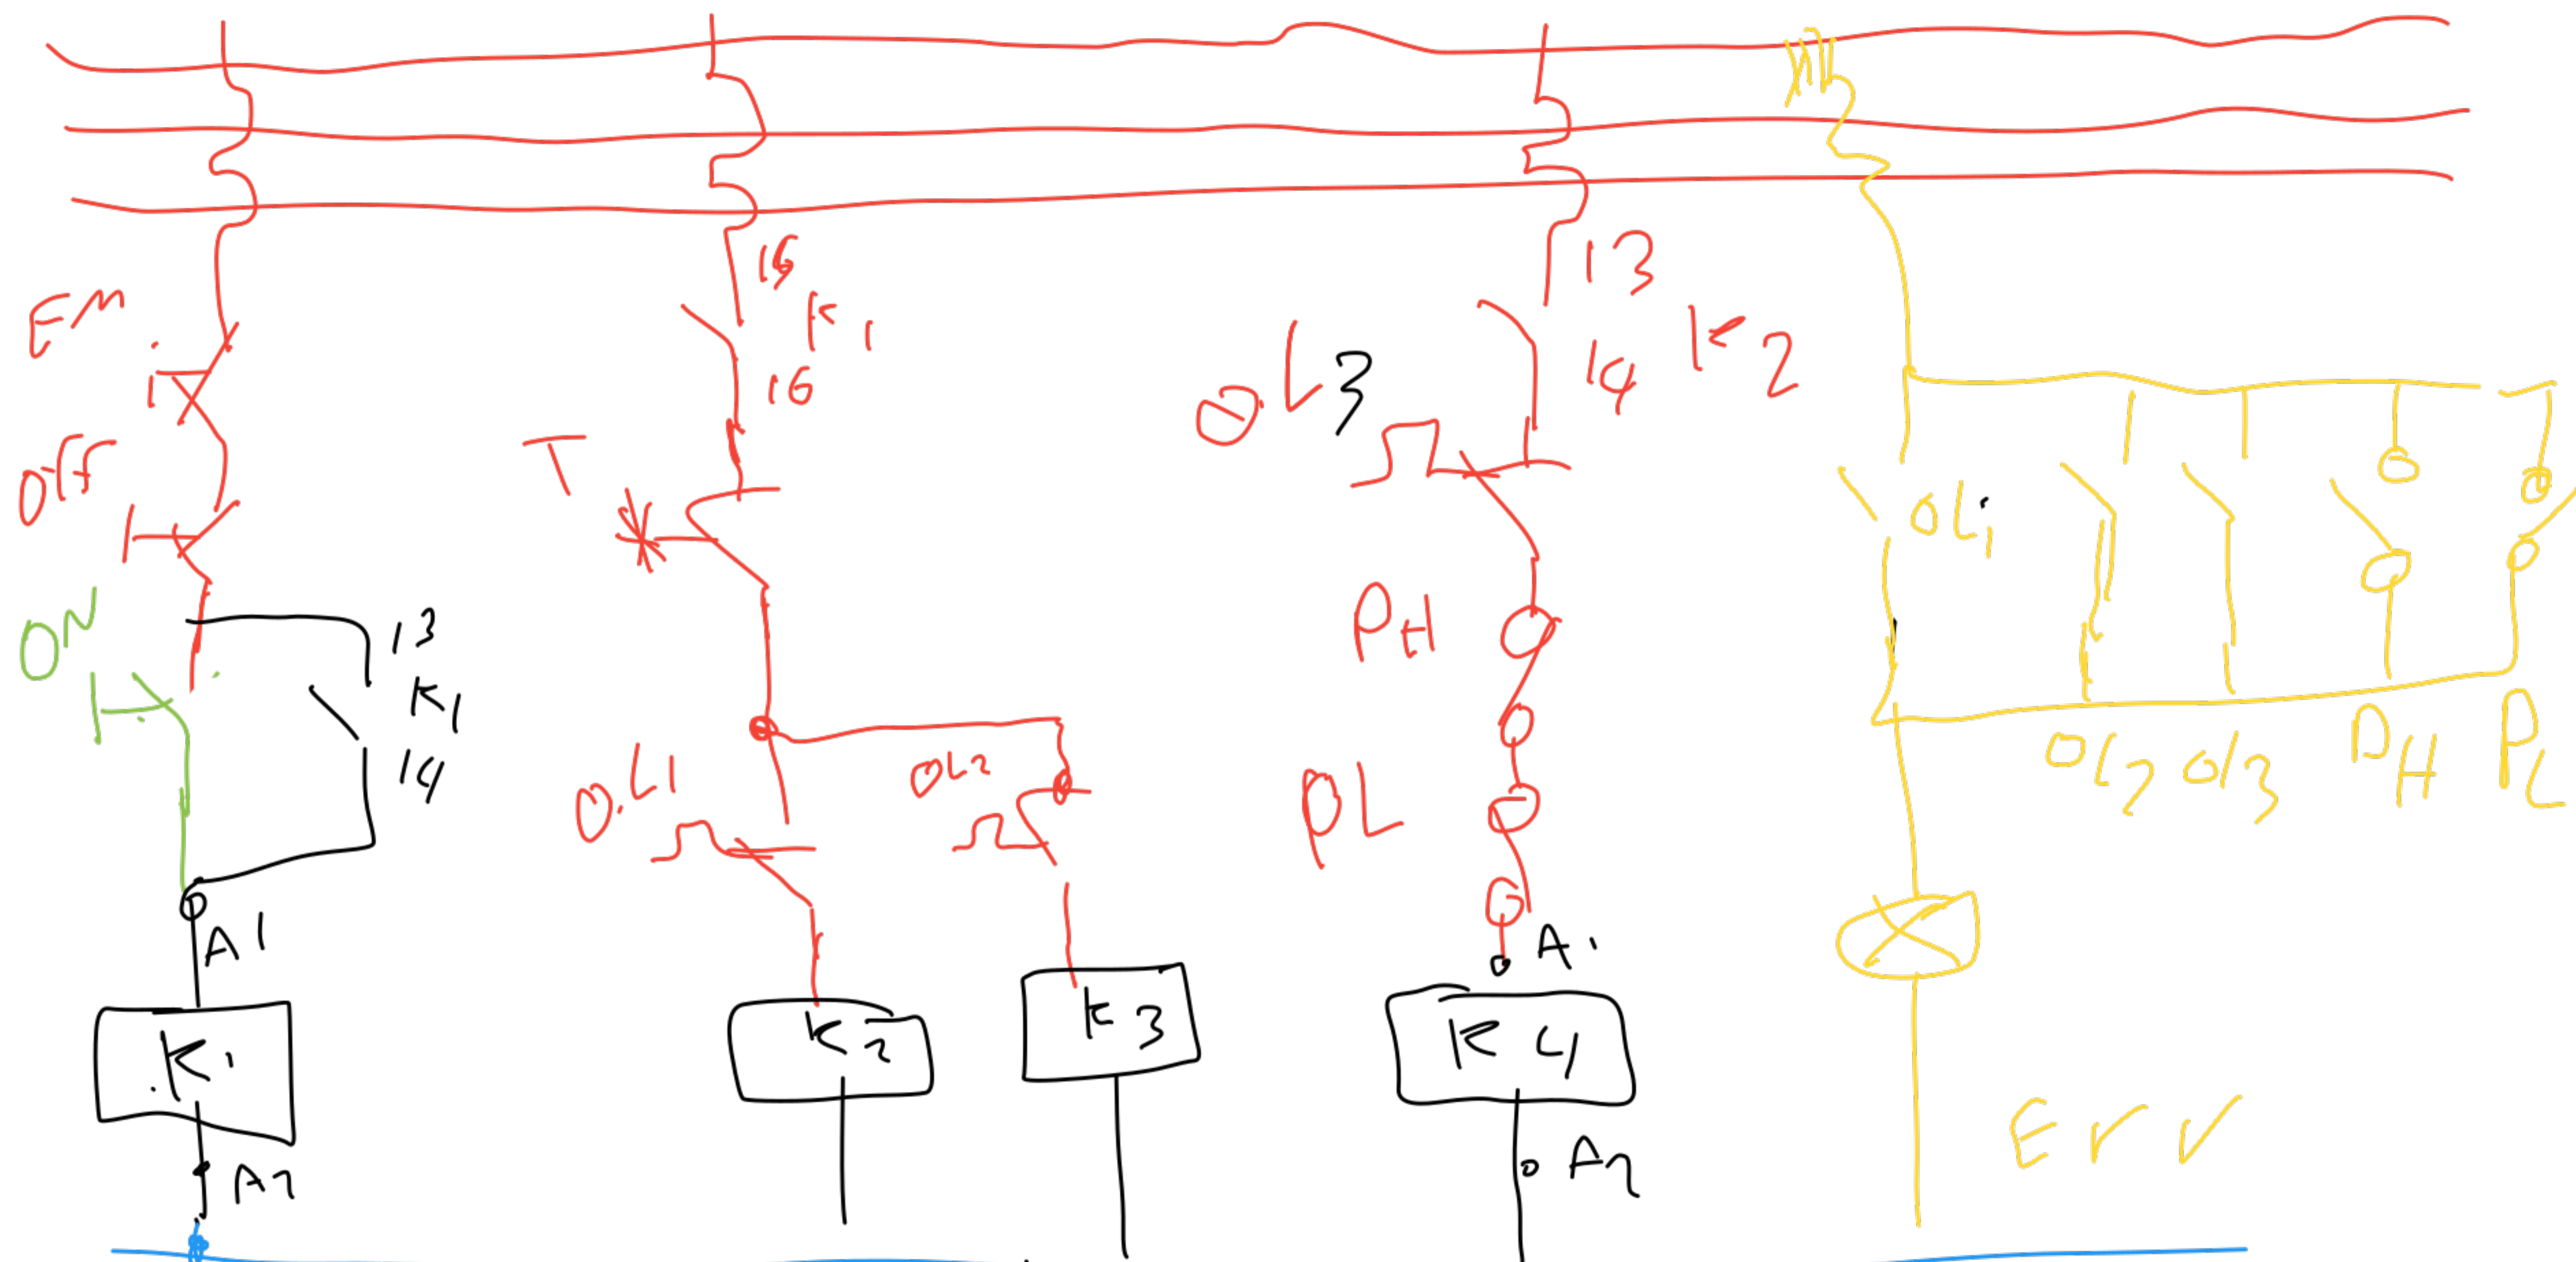 EM.
OFF
ON
13
K1
14
A1
K1
A2
15
K1
16
T
O.L1
OL2
K2
K3
13
K2
14
O.L3
PH
PL
A1
K4
A2
OL1
OL2
OL3
PH
PL
Err